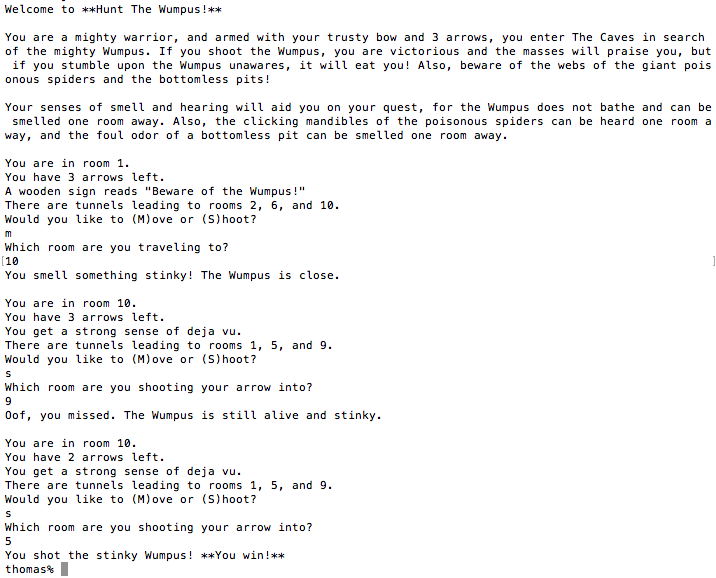 Welcome to **Hunt The Wumpus!**
You are a mighty warrior, and armed with your trusty bow and 3 arrows, you enter The Caves in search
of the mighty Wumpus. If you shoot the Wumpus, you are victorious and the masses will praise you, but
if you stumble upon the Wumpus unawares, it will eat you! Also, beware of the webs of the giant pois
onous spiders and the bottomless pits!
Your senses of smell and hearing will aid you on your quest, for the Wumpus does not bathe and can be
smelled one room away. Also, the clicking mandibles of the poisonous spiders can be heard one room a
way, and the foul odor of a bottomless pit can be smelled one room away.
You are in room 1.
You have 3 arrows left.
A wooden sign reads "Beware of the Wumpus!"
There are tunnels leading to rooms 2, 6, and 10.
Would you like to (M)ove or (S)hoot?
m
Which room are you traveling to?
[10 ]
You smell something stinky! The Wumpus is close.
You are in room 10.
You have 3 arrows left.
You get a strong sense of deja vu.
There are tunnels leading to rooms 1, 5, and 9.
Would you like to (M)ove or (S)hoot?
s
Which room are you shooting your arrow into?
9
Oof, you missed. The Wumpus is still alive and stinky.
You are in room 10.
You have 2 arrows left.
You get a strong sense of deja vu.
There are tunnels leading to rooms 1, 5, and 9.
Would you like to (M)ove or (S)hoot?
s
Which room are you shooting your arrow into?
5
You shot the stinky Wumpus! **You win!**
thomas%